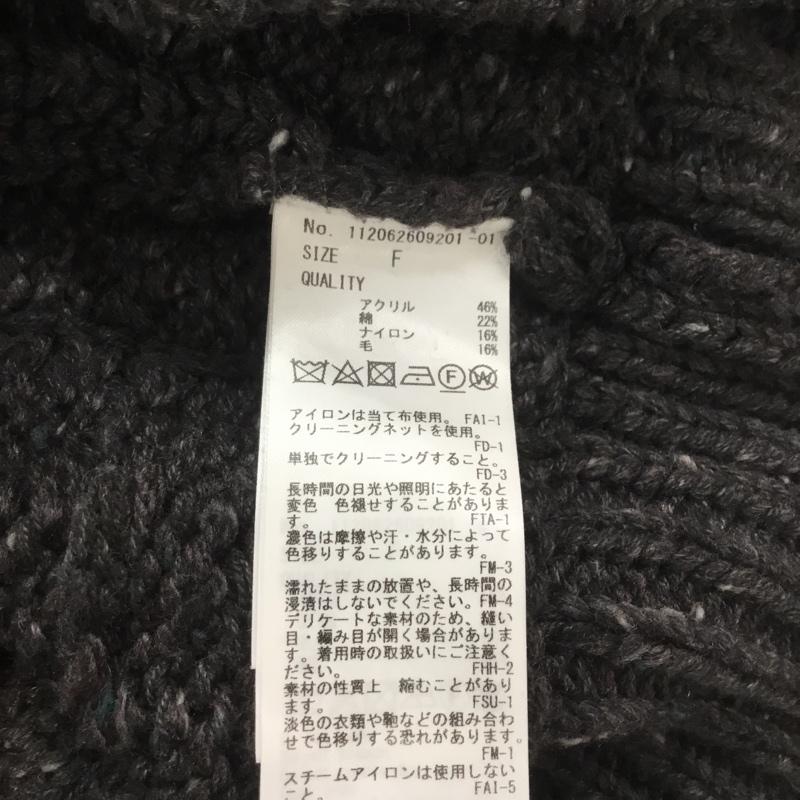 No. 112062609201-01
SIZE F
QUALITY
アクリル 46%
綿 22%
ナイロン 16%
毛 16%
F W
アイロンは当て布使用。 FAI-1
クリーニングネットを使用。
FD-1
単独でクリーニングすること。
FD-3
長時間の日光や照明にあたると
変色 色褪せすることがありま
す。 FTA-1
濃色は摩擦や汗・水分によって
色移りすることがあります。
FM-3
濡れたままの放置や、長時間の
浸漬はしないでください。FM-4
デリケートな素材のため、縫い
目・編み目が開く場合がありま
す。着用時の取扱いにご注意く
ださい。 FHH-2
素材の性質上 縮むことがあり
ます。 FSU-1
淡色の衣類や鞄などの組み合わ
せで色移りする恐れがあります。
FM-1
スチームアイロンは使用しない
こと。 FAI-5